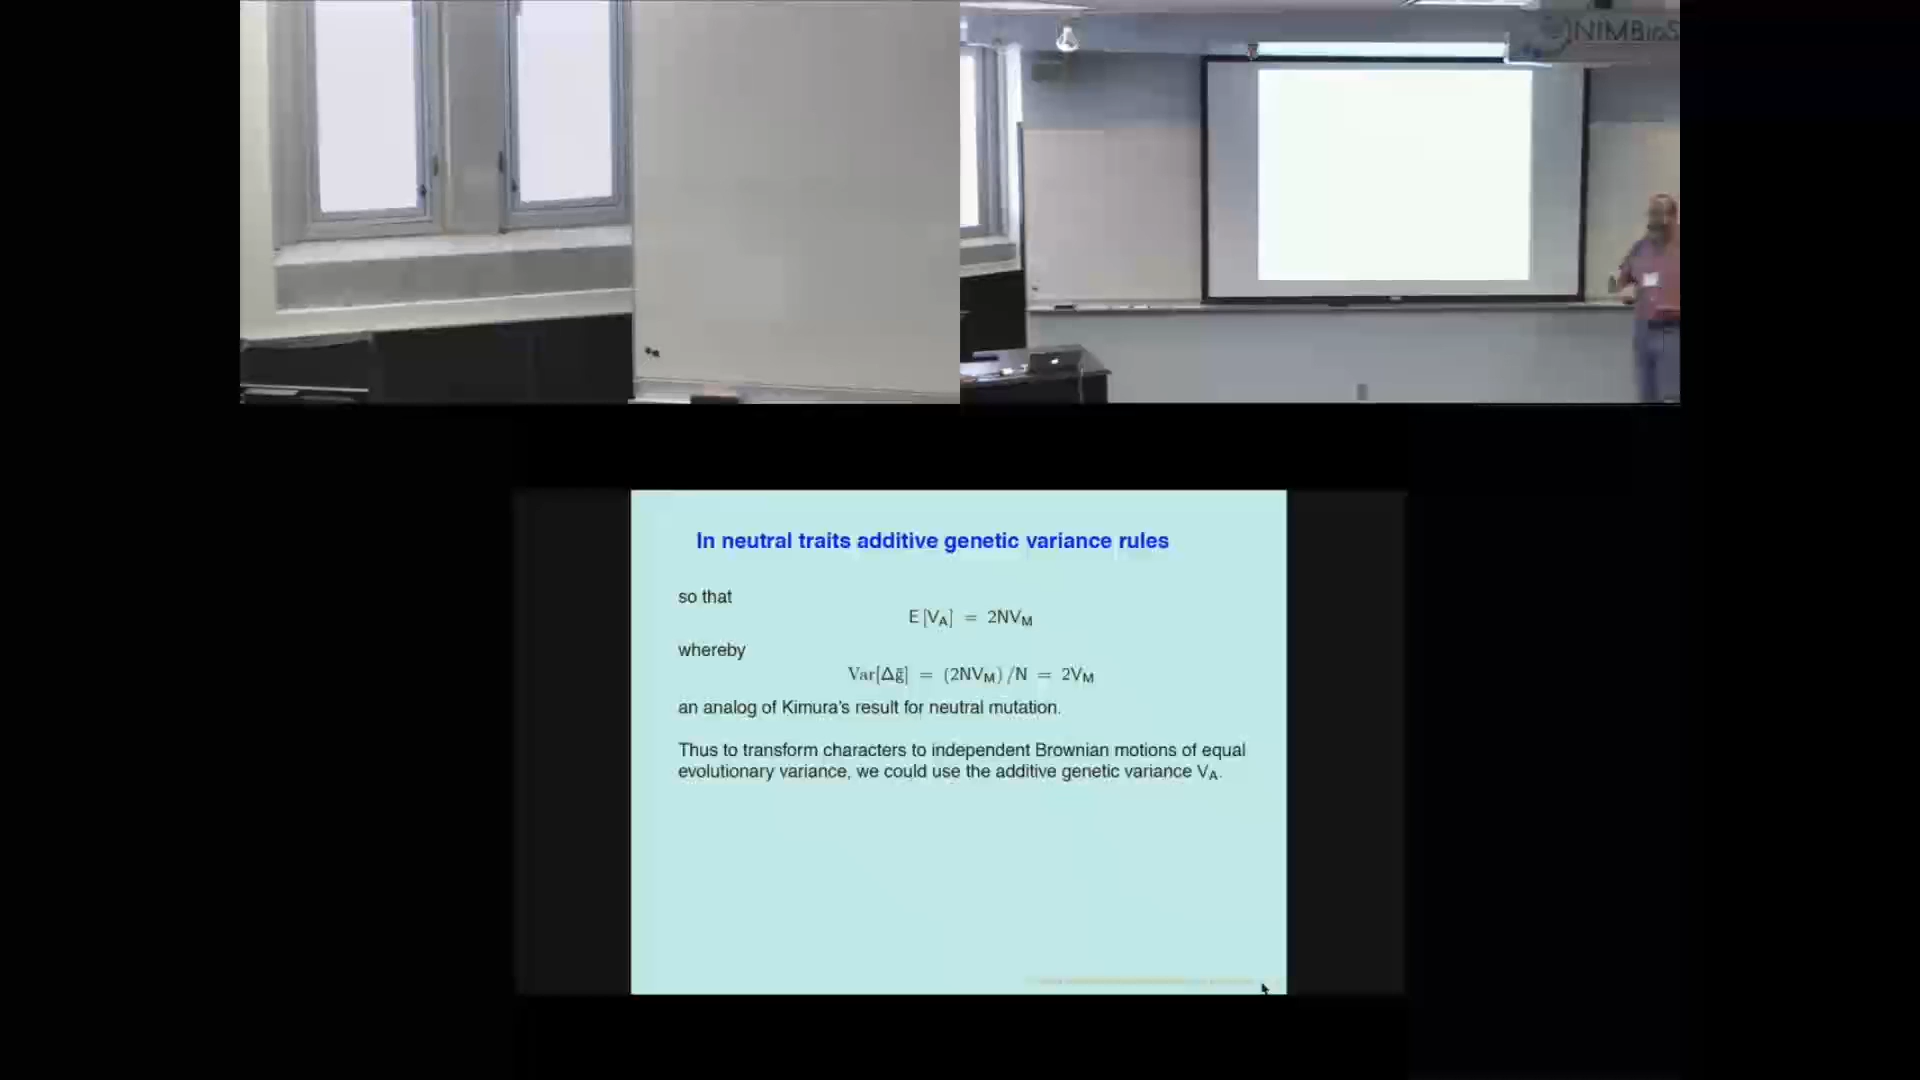 NIMBioS
In neutral traits additive genetic variance rules
so that
E [V_A] = 2NV_M
whereby
Var[Δḡ] = (2NV_M) /N = 2V_M
an analog of Kimura's result for neutral mutation.
Thus to transform characters to independent Brownian motions of equal
evolutionary variance, we could use the additive genetic variance V_A.